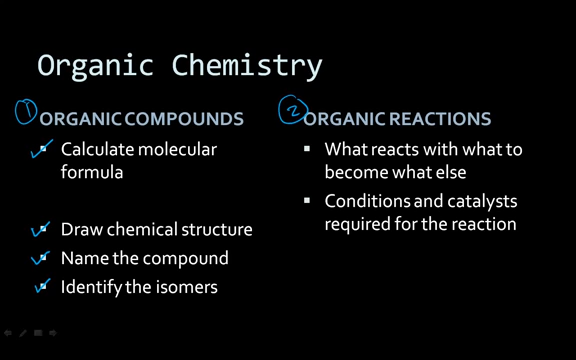 Organic Chemistry
1 ORGANIC COMPOUNDS
Calculate molecular
formula
Draw chemical structure
Name the compound
Identify the isomers
2 ORGANIC REACTIONS
What reacts with what to
become what else
Conditions and catalysts
required for the reaction